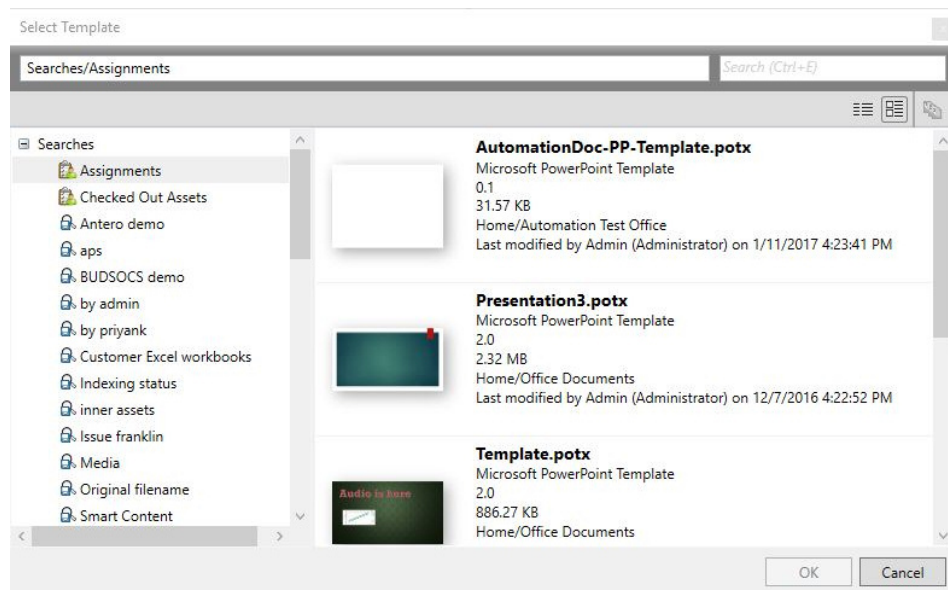 Select Template
Searches/Assignments
Search (Ctrl+E)
Searches
Assignments
Checked Out Assets
Antero demo
aps
BUDSOCS demo
by admin
by priyank
Customer Excel workbooks
Indexing status
inner assets
Issue franklin
Media
Original filename
Smart Content
AutomationDoc-PP-Template.potx
Microsoft PowerPoint Template
0.1
31.57 KB
Home/Automation Test Office
Last modified by Admin (Administrator) on 1/11/2017 4:23:41 PM
Presentation3.potx
Microsoft PowerPoint Template
2.0
2.32 MB
Home/Office Documents
Last modified by Admin (Administrator) on 12/7/2016 4:22:52 PM
Audio is here
Template.potx
Microsoft PowerPoint Template
2.0
886.27 KB
Home/Office Documents
OK
Cancel